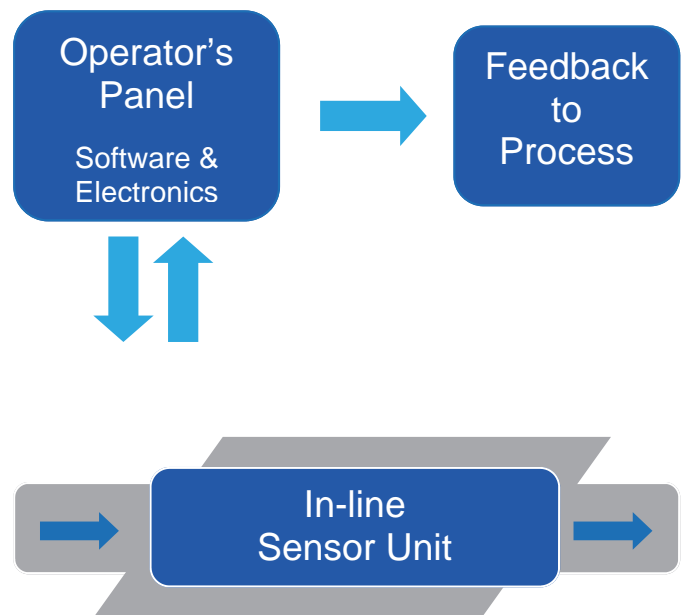 Operator’s
Panel
Software &
Electronics
Feedback
to
Process
In-line
Sensor Unit